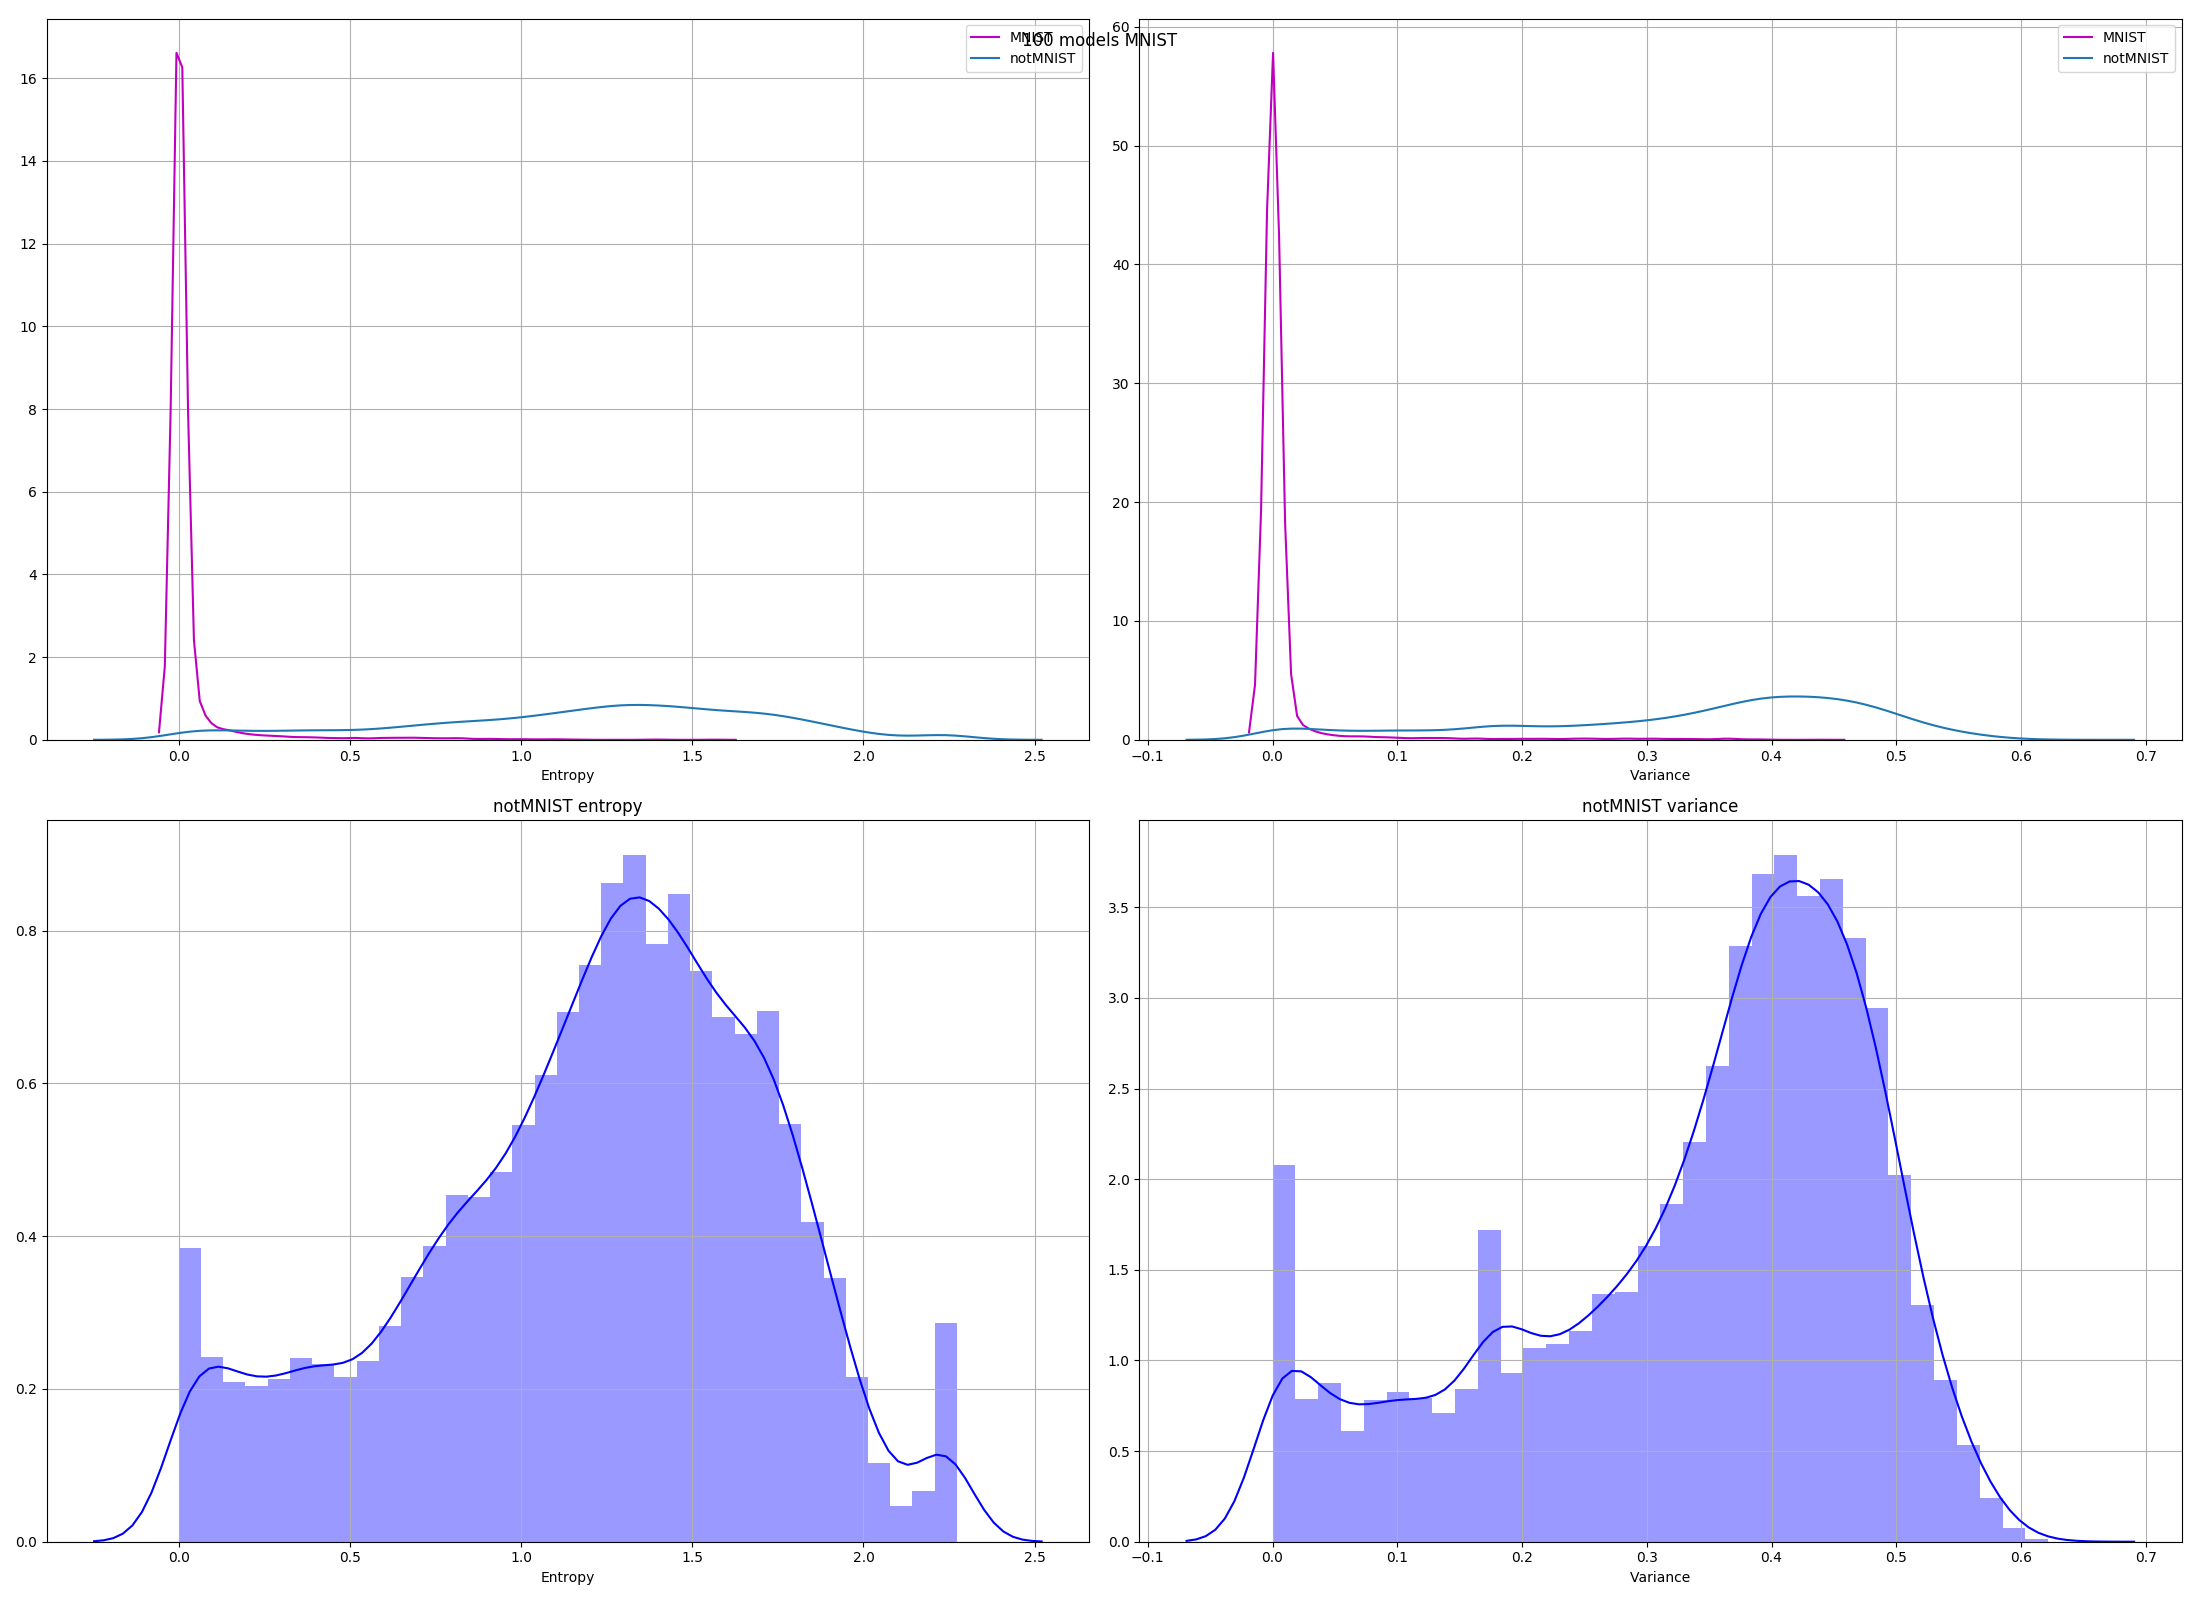 100 models MNIST
MNIST
notMNIST
16
14
12
10
8
6
4
2
0
0.0 0.5 1.0 1.5 2.0 2.5
Entropy
MNIST
notMNIST
60
50
40
30
20
10
0
−0.1 0.0 0.1 0.2 0.3 0.4 0.5 0.6 0.7
Variance
notMNIST entropy
0.8
0.6
0.4
0.2
0.0
0.0 0.5 1.0 1.5 2.0 2.5
Entropy
notMNIST variance
3.5
3.0
2.5
2.0
1.5
1.0
0.5
0.0
−0.1 0.0 0.1 0.2 0.3 0.4 0.5 0.6 0.7
Variance